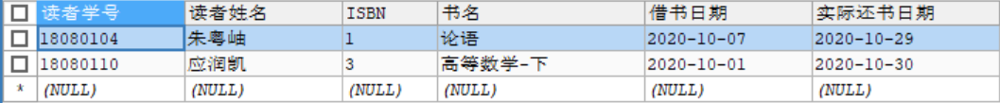 读者学号 读者姓名 ISBN 书名 借书日期 实际还书日期
18080104 朱粤岫 1 论语 2020-10-07 2020-10-29
18080110 应润凯 3 高等数学-下 2020-10-01 2020-10-30
* (NULL) (NULL) (NULL) (NULL) (NULL) (NULL)